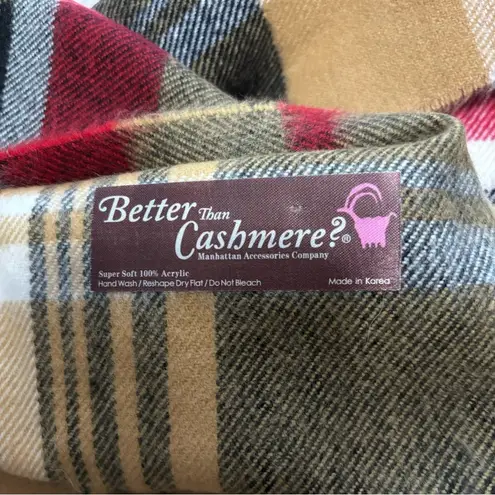 Better Than
Cashmere?®
Manhattan Accessories Company
Super Soft 100% Acrylic
Hand Wash / Reshape Dry Flat / Do Not Bleach
Made in Korea